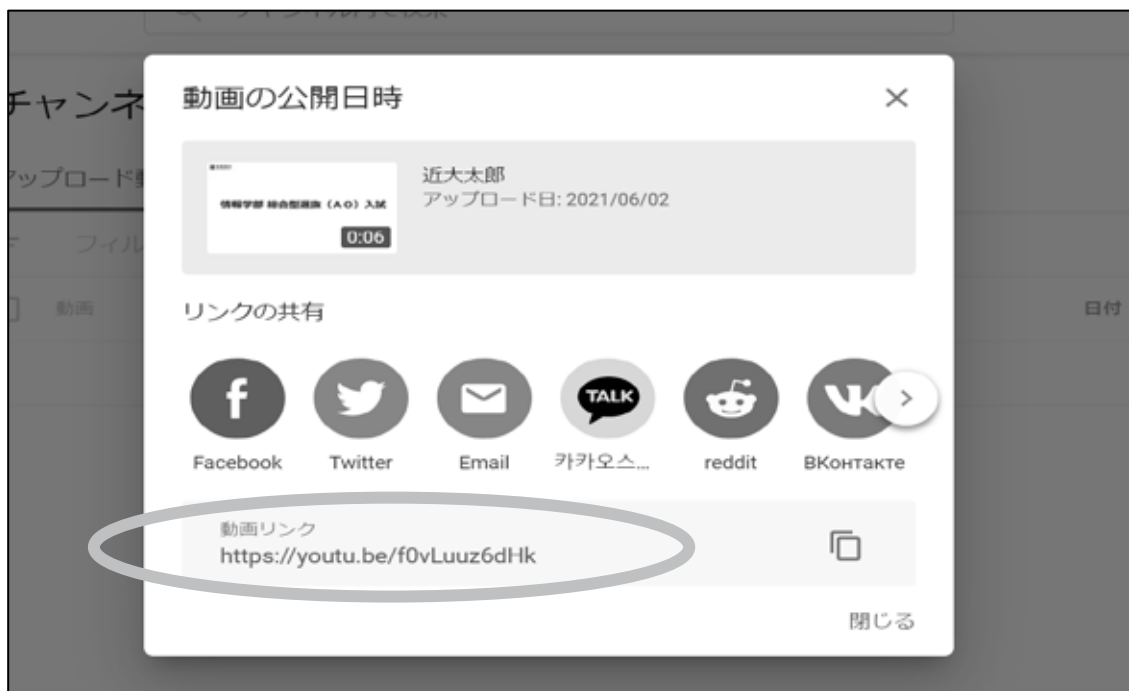 チャンネ
アップロード動
フィル
動画
日付
動画の公開日時
情報学部 総合型選抜（ＡＯ）入試
0:06
近大太郎
アップロード日: 2021/06/02
リンクの共有
TALK
Facebook
Twitter
Email
카카오스...
reddit
ВКонтакте
動画リンク
https://youtu.be/f0vLuuz6dHk
閉じる